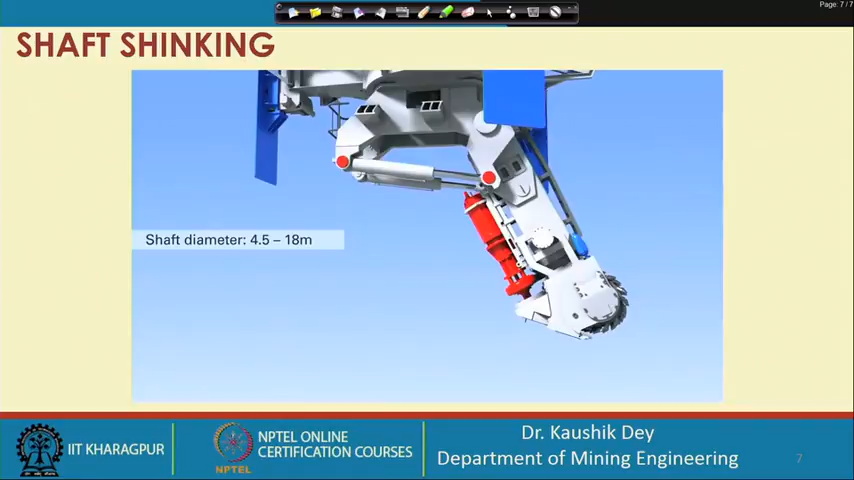 Page: 7 / 7
SHAFT SHINKING
Shaft diameter: 4.5 – 18m
IIT KHARAGPUR
NPTEL
NPTEL ONLINE
CERTIFICATION COURSES
Dr. Kaushik Dey
Department of Mining Engineering
7